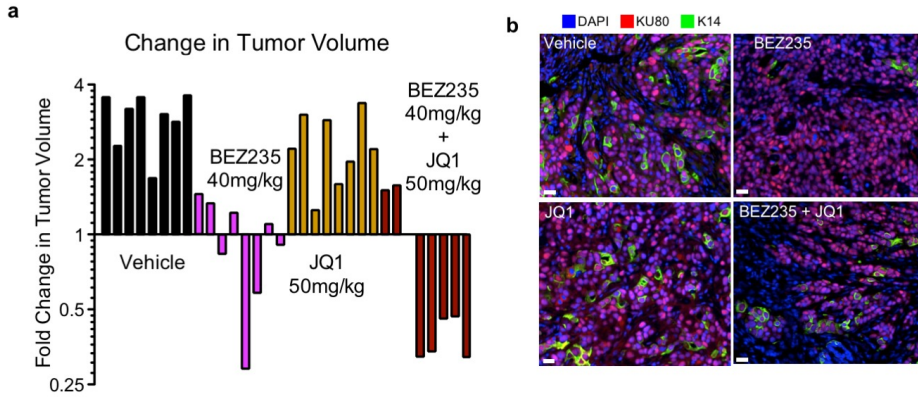 a
Change in Tumor Volume
Fold Change in Tumor Volume
4
2
1
0.5
0.25
Vehicle
BEZ235
40mg/kg
JQ1
50mg/kg
BEZ235
40mg/kg
+
JQ1
50mg/kg
b
DAPI KU80 K14
Vehicle
BEZ235
JQ1
BEZ235 + JQ1